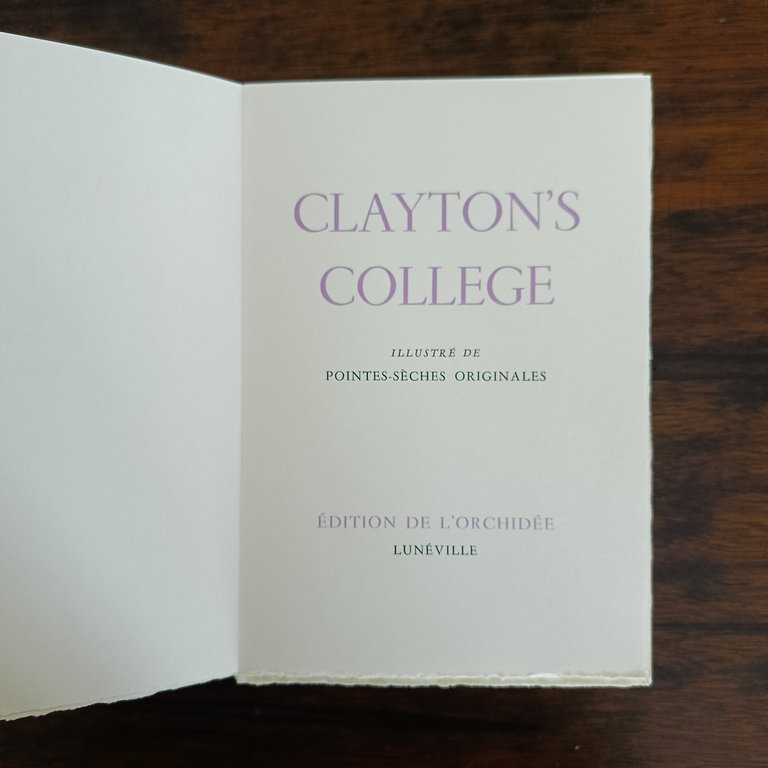 CLAYTON'S
COLLEGE
ILLUSTRÉ DE
POINTES-SÈCHES ORIGINALES
ÉDITION DE L'ORCHIDÉE
LUNÉVILLE